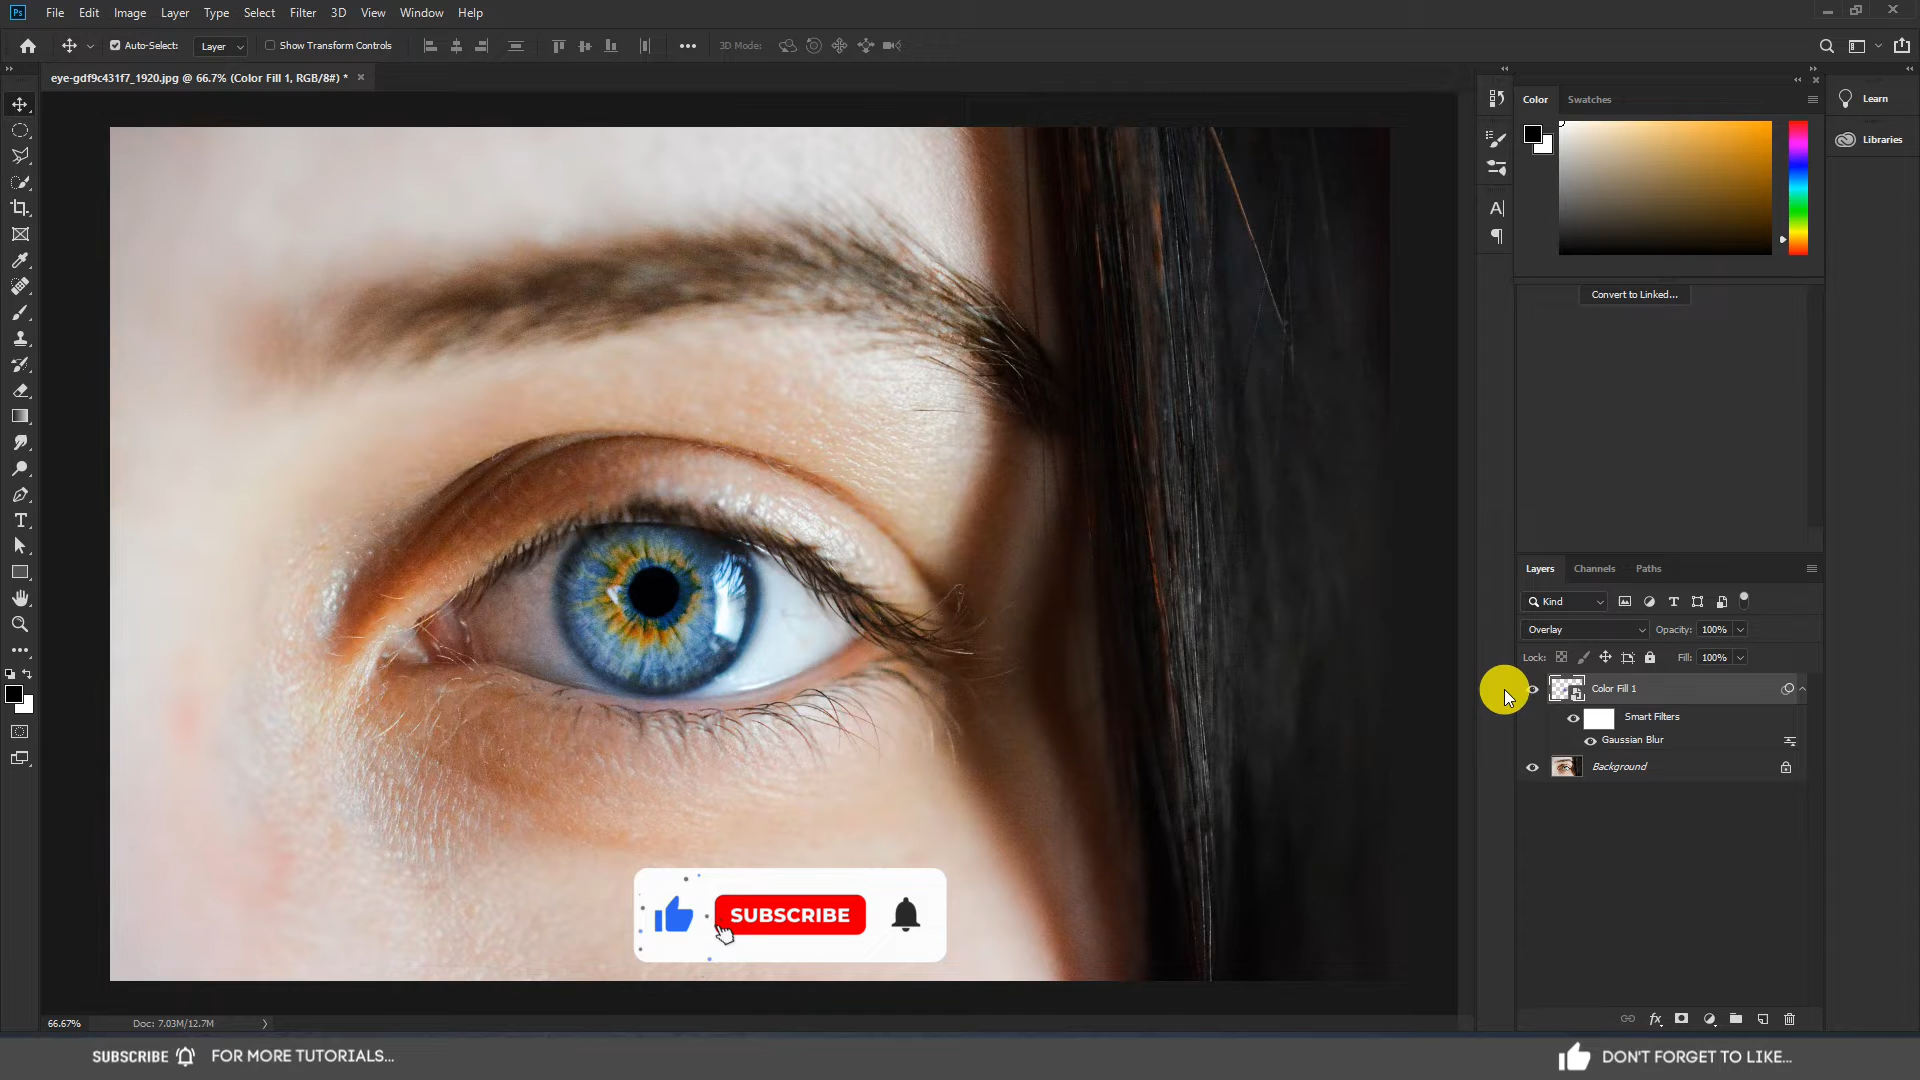 Ps File Edit Image Layer Type Select Filter 3D View Window Help
Auto-Select: Layer Show Transform Controls 3D Mode:
eye-gdf9c431f7_1920.jpg @ 66.7% (Color Fill 1, RGB/8#) *
Color Swatches
Learn
Libraries
Convert to Linked...
Layers Channels Paths
Kind
Overlay Opacity: 100%
Lock: Fill: 100%
Color Fill 1
Smart Filters
Gaussian Blur
Background
SUBSCRIBE
66.67% Doc: 7.03M/12.7M
SUBSCRIBE FOR MORE TUTORIALS... DON'T FORGET TO LIKE...